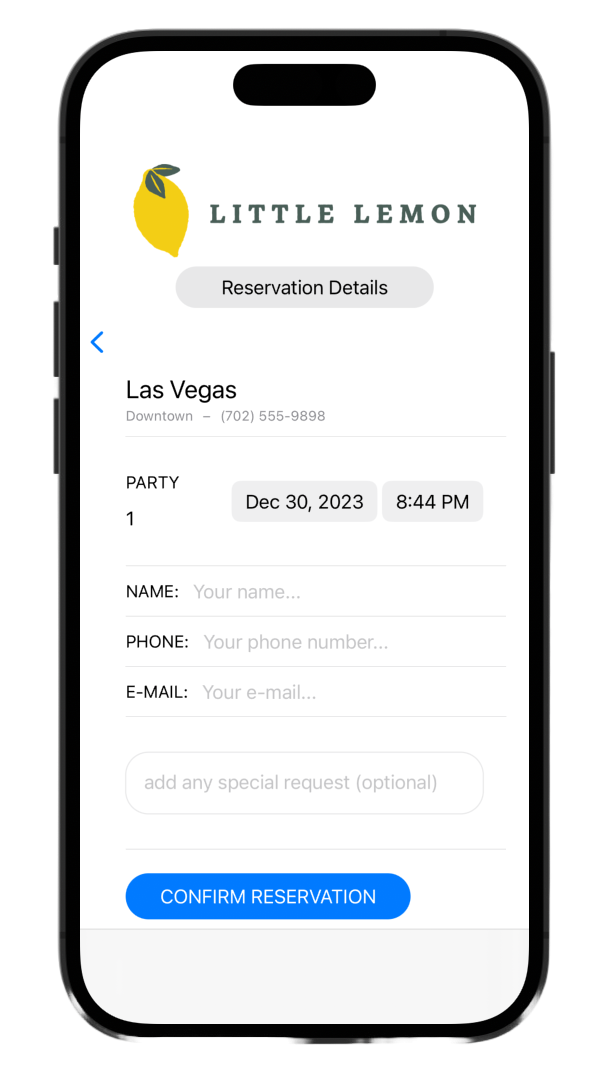 LITTLE LEMON
Reservation Details
Las Vegas
Downtown – (702) 555-9898
PARTY
1
Dec 30, 2023 8:44 PM
NAME: Your name...
PHONE: Your phone number...
E-MAIL: Your e-mail...
add any special request (optional)
CONFIRM RESERVATION